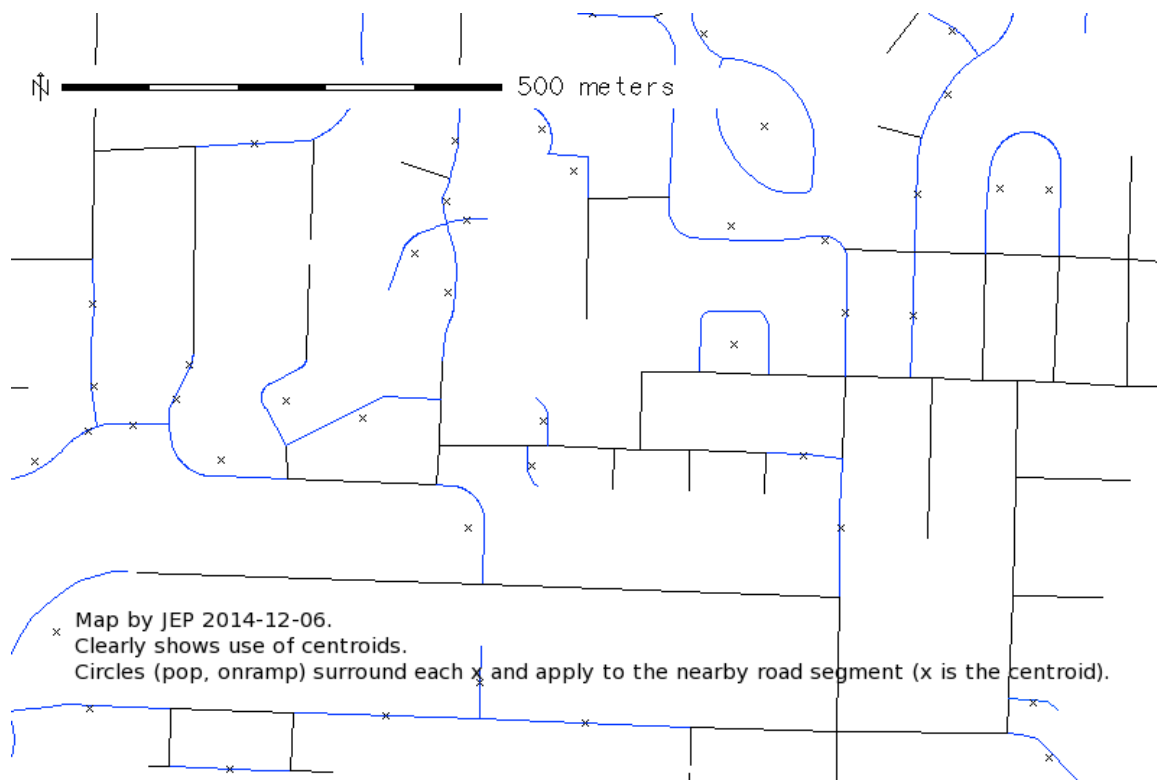 N 500 meters
Map by JEP 2014-12-06.
Clearly shows use of centroids.
Circles (pop, onramp) surround each x and apply to the nearby road segment (x is the centroid).